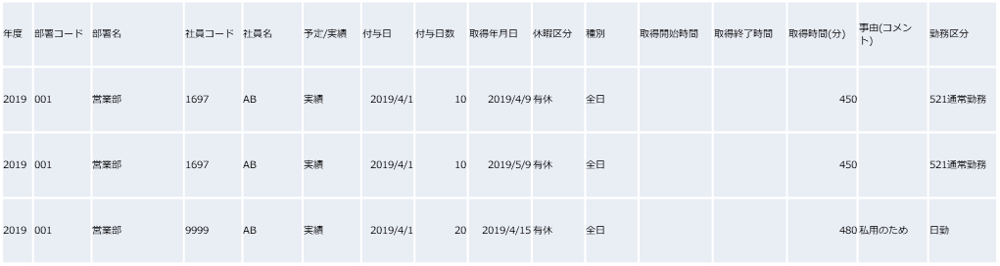 年度 部署コード 部署名 社員コード 社員名 予定/実績 付与日 付与日数 取得年月日 休暇区分 種別 取得開始時間 取得終了時間 取得時間(分) 事由(コメント) 勤務区分
2019 001 営業部 1697 AB 実績 2019/4/1 10 2019/4/9 有休 全日 450 521通常勤務
2019 001 営業部 1697 AB 実績 2019/4/1 10 2019/5/9 有休 全日 450 521通常勤務
2019 001 営業部 9999 AB 実績 2019/4/1 20 2019/4/15 有休 全日 480 私用のため 日勤